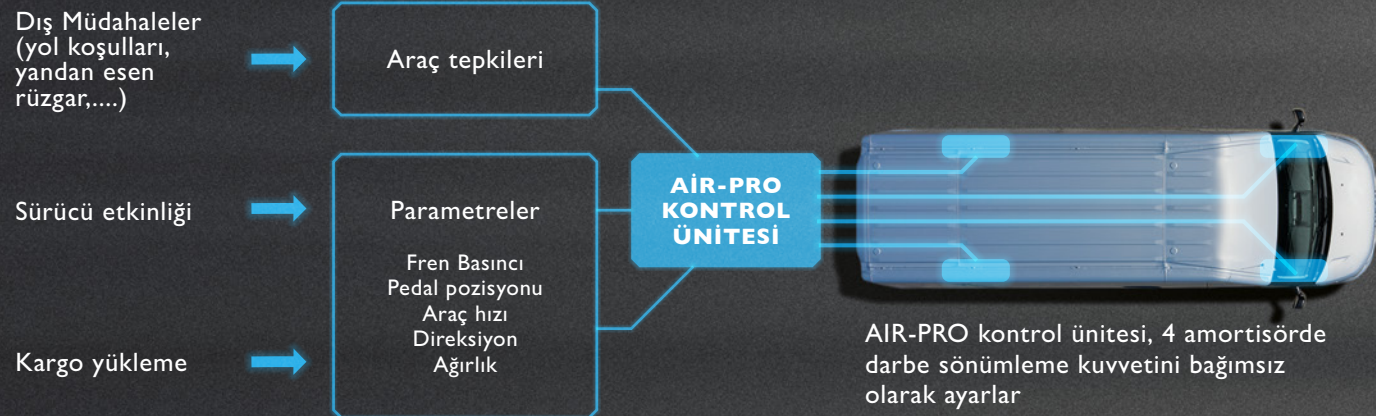 Dış Müdahaleler
(yol koşulları,
yandan esen
rüzgar,....)
Araç tepkileri
Sürücü etkinliği
Parametreler
Fren Basıncı
Pedal pozisyonu
Araç hızı
Direksiyon
Ağırlık
Kargo yükleme
AİR-PRO
KONTROL
ÜNİTESİ
AIR-PRO kontrol ünitesi, 4 amortisörde
darbe sönümleme kuvvetini bağımsız
olarak ayarlar